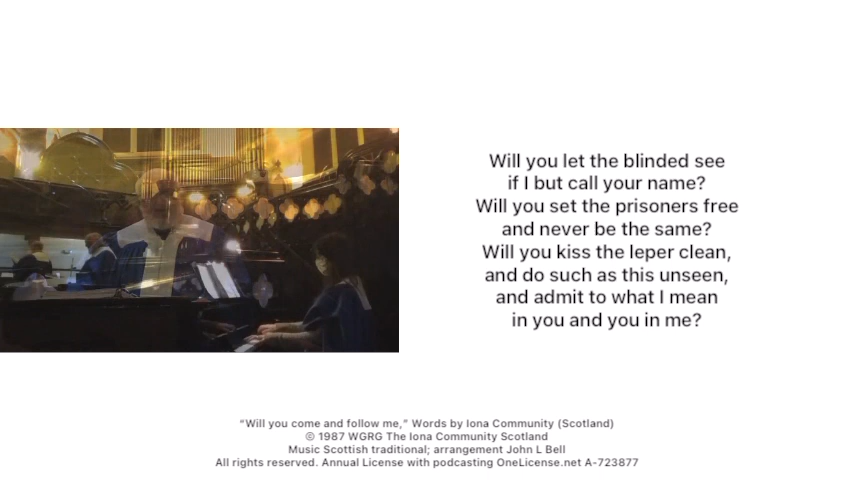 Will you let the blinded see
if I but call your name?
Will you set the prisoners free
and never be the same?
Will you kiss the leper clean,
and do such as this unseen,
and admit to what I mean
in you and you in me?
“Will you come and follow me,” Words by Iona Community (Scotland)
© 1987 WGRG The Iona Community Scotland
Music Scottish traditional; arrangement John L Bell
All rights reserved. Annual License with podcasting OneLicense.net A-723877